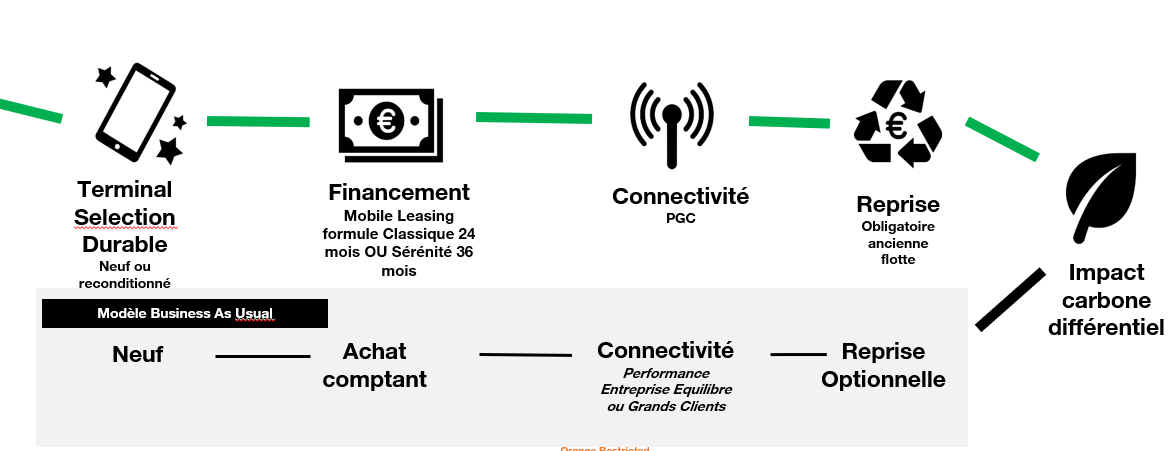 Terminal
Selection
Durable
Neuf ou
reconditionné
Financement
Mobile Leasing
formule Classique 24
mois OU Sérénité 36
mois
Connectivité
PGC
€
Reprise
Obligatoire
ancienne
flotte
Impact
carbone
différentiel
Modèle Business As Usual
Neuf
Achat
comptant
Connectivité
Performance
Entreprise Equilibre
ou Grands Clients
Reprise
Optionnelle
Orange Restricted